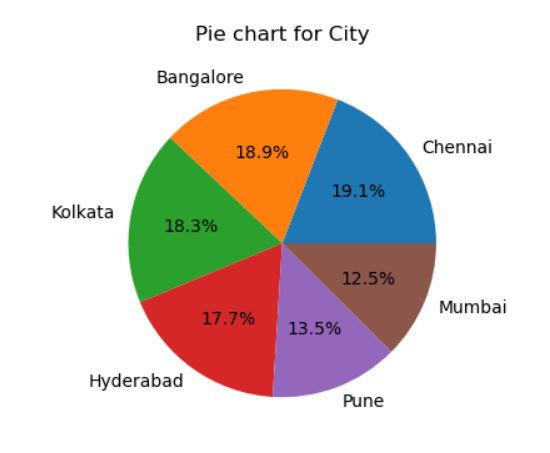 Pie chart for City
Bangalore
Chennai
18.9%
19.1%
Kolkata
18.3%
12.5%
Mumbai
17.7%
13.5%
Hyderabad
Pune